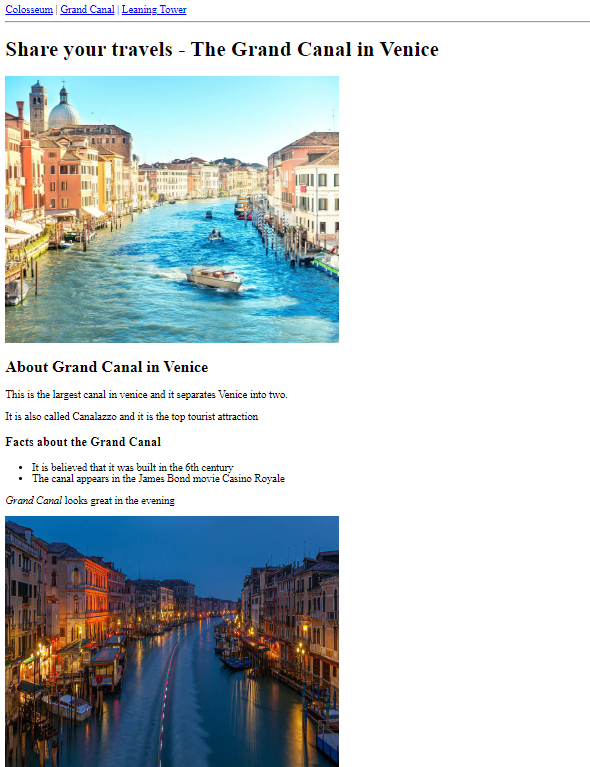 Colosseum | Grand Canal | Leaning Tower
Share your travels - The Grand Canal in Venice
About Grand Canal in Venice
This is the largest canal in venice and it separates Venice into two.
It is also called Canalazzo and it is the top tourist attraction
Facts about the Grand Canal
• It is believed that it was built in the 6th century
• The canal appears in the James Bond movie Casino Royale
Grand Canal looks great in the evening